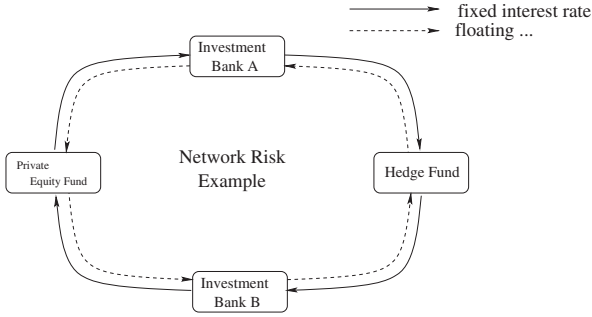 fixed interest rate
floating ...
Investment
Bank A
Private
Equity Fund
Network Risk
Example
Hedge Fund
Investment
Bank B